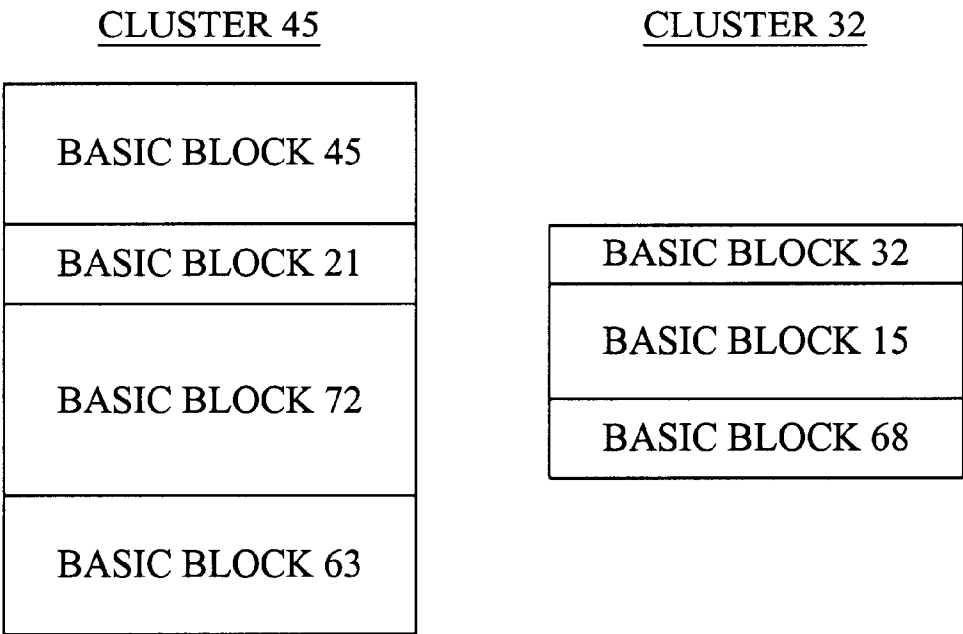 CLUSTER 45
BASIC BLOCK 45
BASIC BLOCK 21
BASIC BLOCK 72
BASIC BLOCK 63
CLUSTER 32
BASIC BLOCK 32
BASIC BLOCK 15
BASIC BLOCK 68